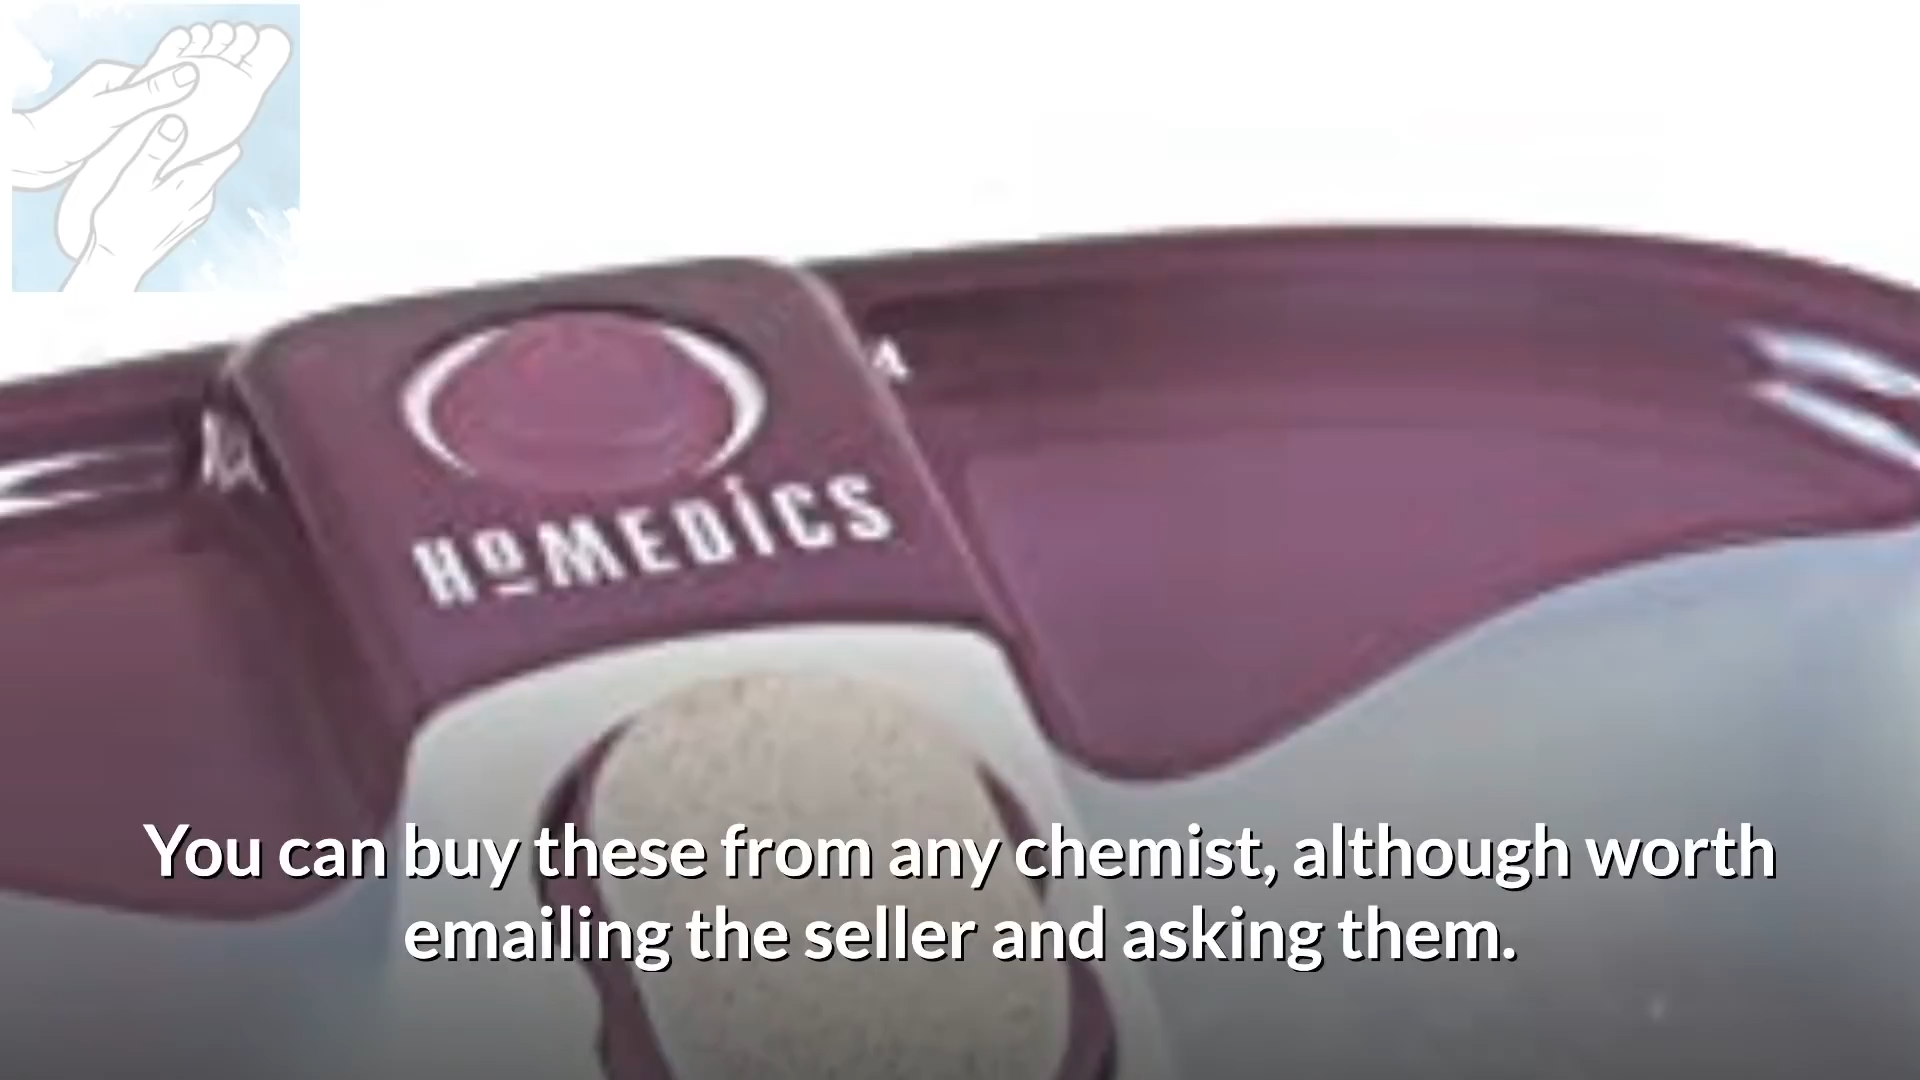 HoMEDiCS
You can buy these from any chemist, although worth
emailing the seller and asking them.